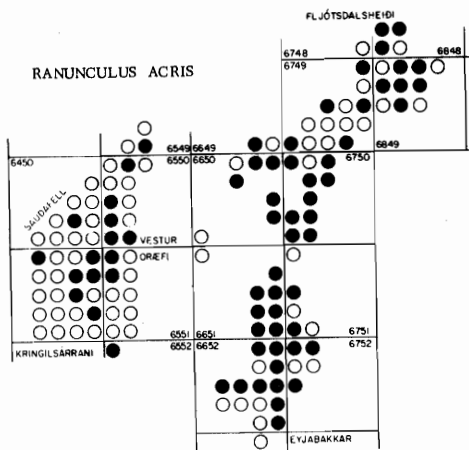 FLJÓTSDALSHEIÐI
6748 6848
6749
RANUNCULUS ACRIS
6549 6649
6450 6550 6650 6750 6849
SAUÐAFELL
VESTUR
ÖRÆFI
6551 6651 6751
KRINGILSÁRRANI 6552 6652 6752
EYJABAKKAR